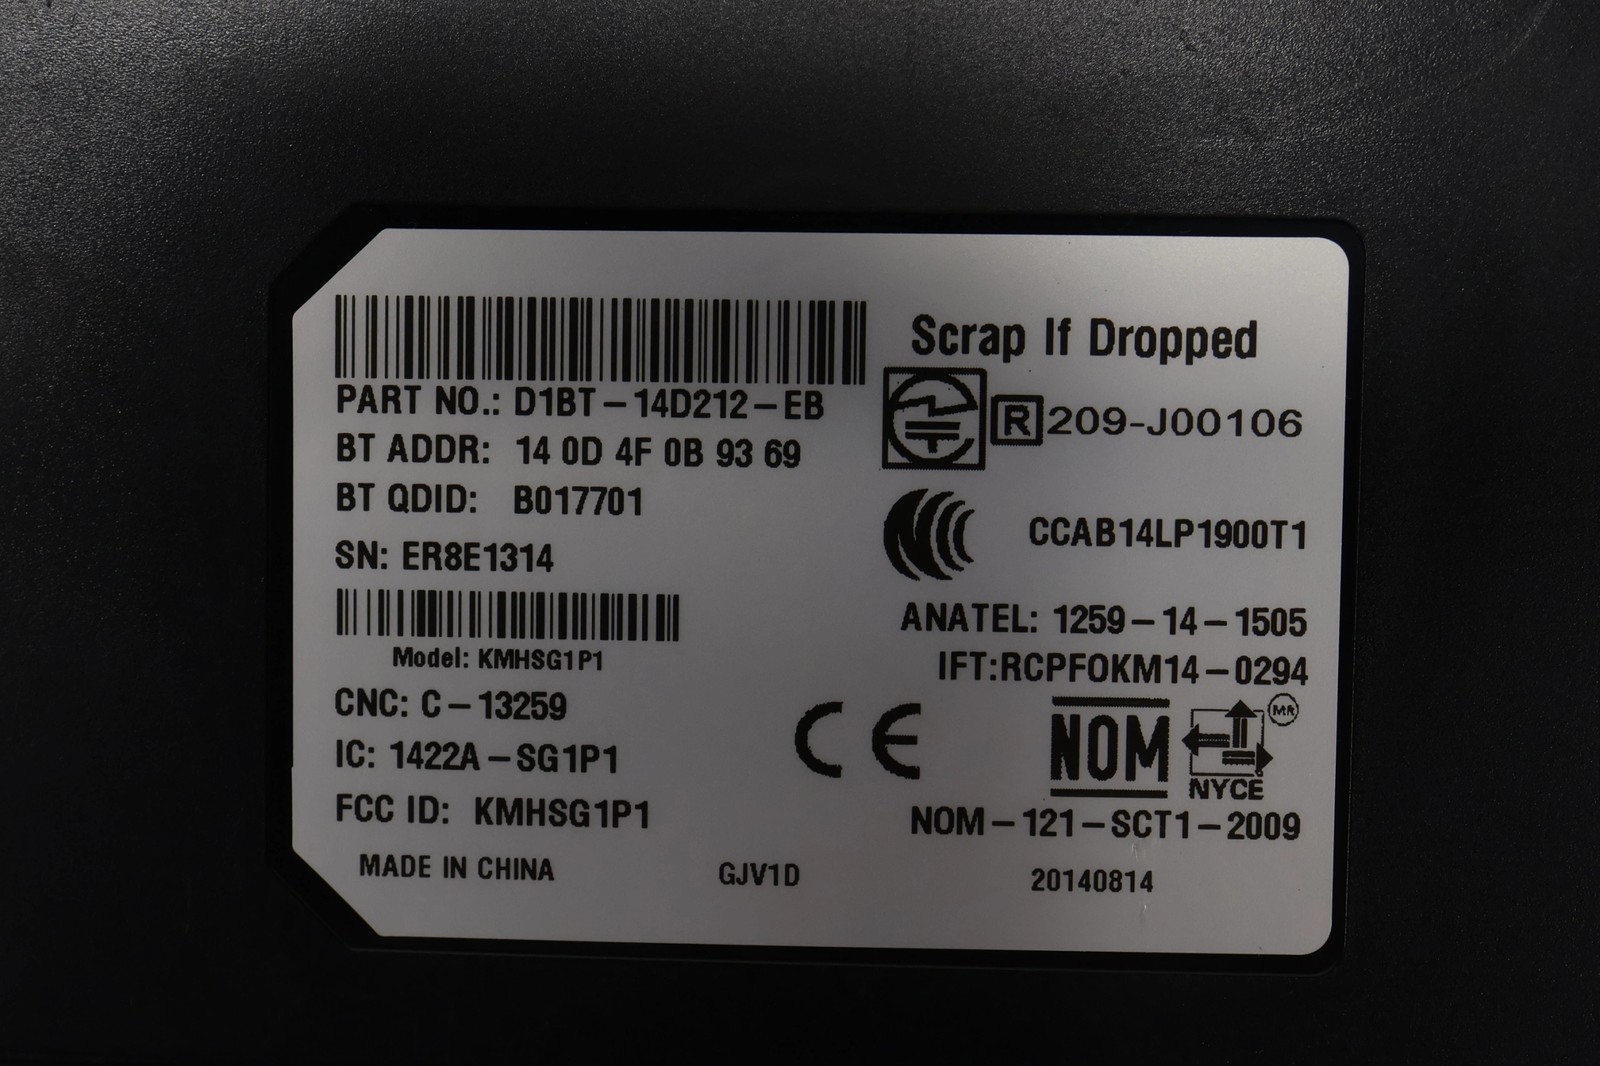 Scrap If Dropped
PART NO.: D1BT-14D212-EB
R 209-J00106
BT ADDR: 14 0D 4F 0B 93 69
BT QDID: B017701
CCAB14LP1900T1
SN: ER8E1314
ANATEL: 1259-14-1505
Model: KMHSG1P1
IFT:RCPFOKM14-0294
CNC: C-13259
CE
NOM
MR
NYCE
IC: 1422A-SG1P1
FCC ID: KMHSG1P1
NOM-121-SCT1-2009
MADE IN CHINA
GJV1D
20140814